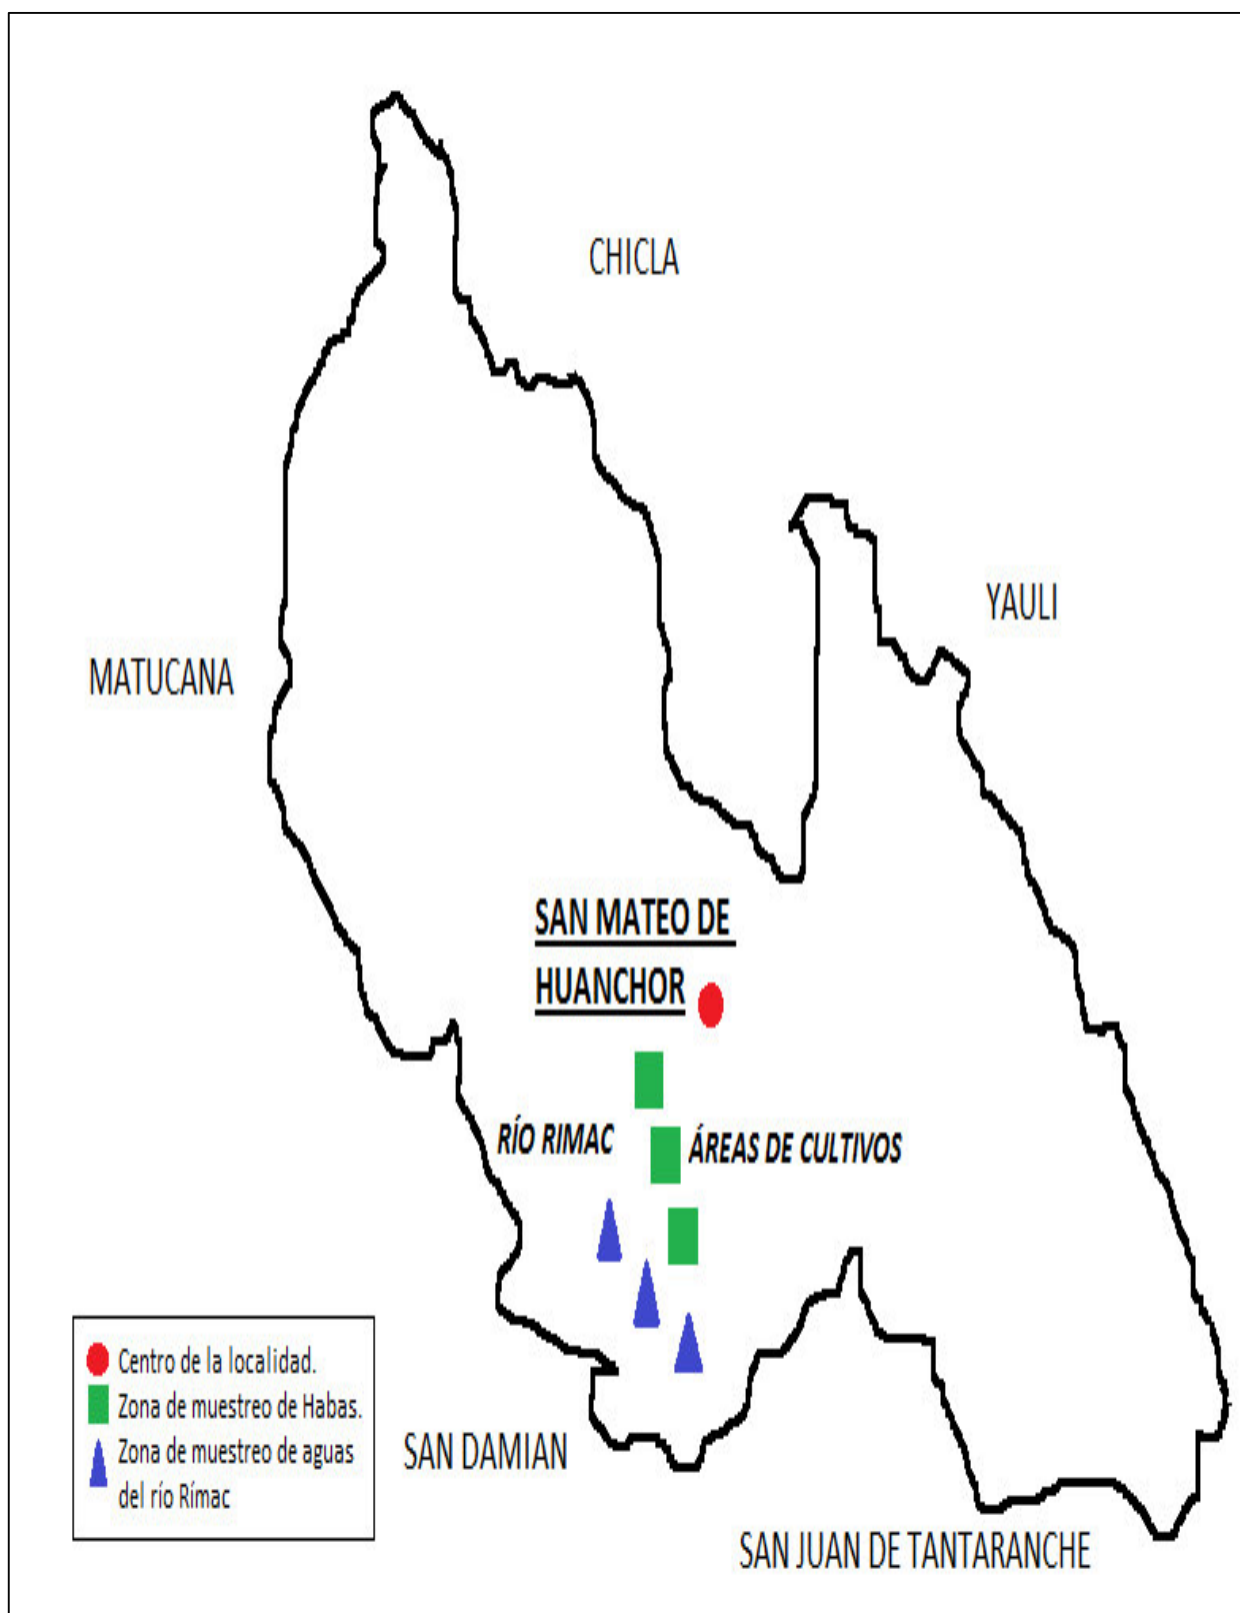 CHICLA
YAULI
MATUCANA
SAN MATEO DE
HUANCHOR
RÍO RIMAC
ÁREAS DE CULTIVOS
Centro de la localidad.
Zona de muestreo de Habas.
Zona de muestreo de aguas
del río Rímac
SAN DAMIAN
SAN JUAN DE TANTARANCHE